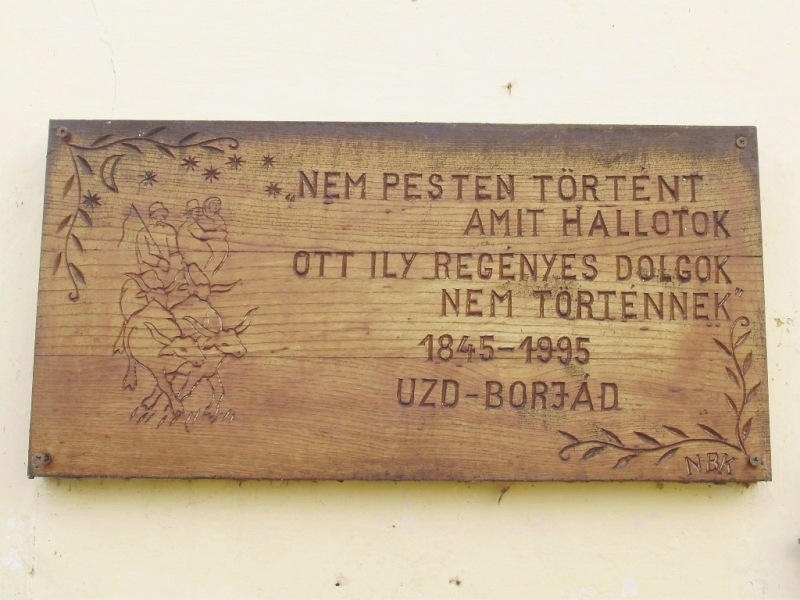 „NEM PESTEN TÖRTÉNT
AMIT HALLOTOK
OTT ILY REGÉNYES DOLGOK
NEM TÖRTÉNNEK”
1845-1995
UZD-BORJÁD
NBK